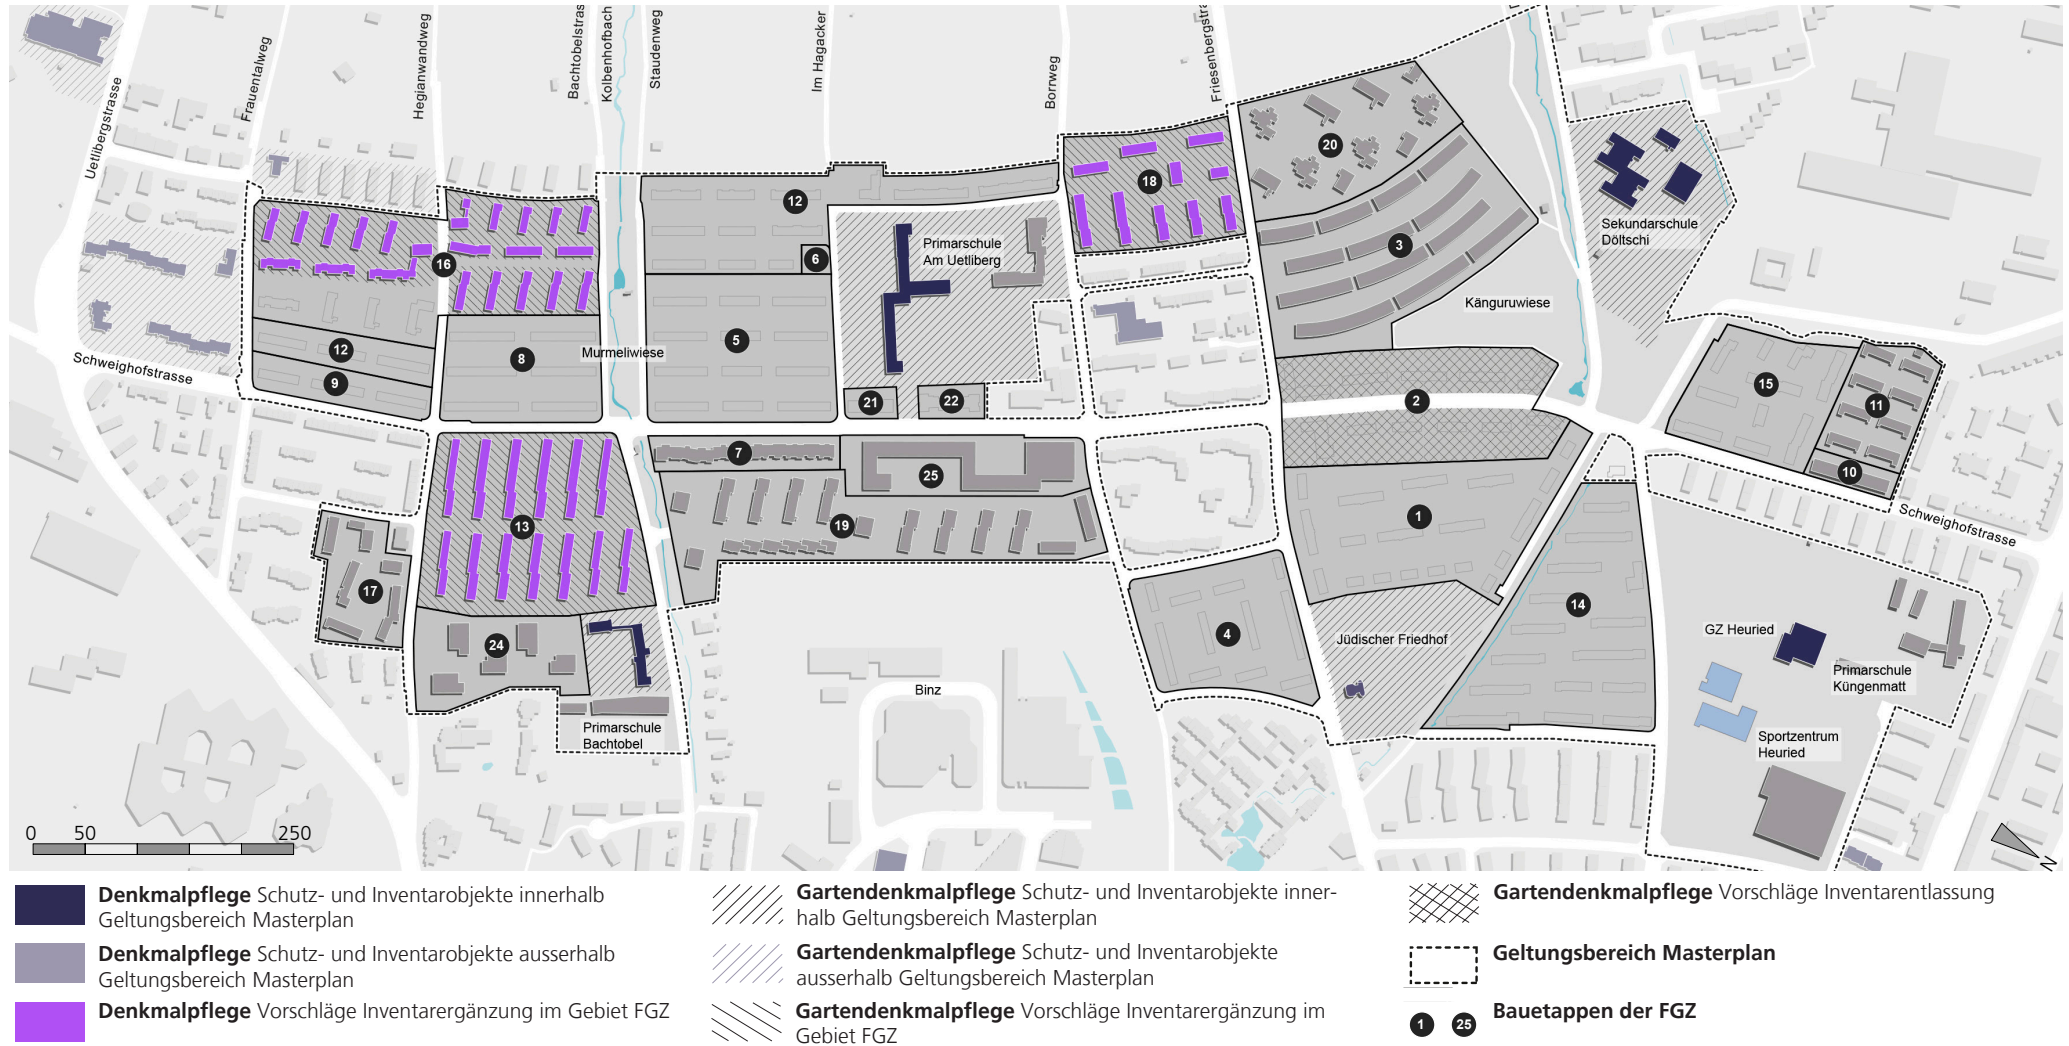 Uetlibergstrasse
Frauentalweg
Hegianwandweg
Bachtobelstras
Kolbenhofbach
Staudenweg
Im Hagacker
Borrweg
Friesenbergstra
20
18
12
3
6
16
Primarschule
Am Uetliberg
Sekundarschule
Döltschi
Känguruwiese
5
12
8
Murmeliwiese
9
Schweighofstrasse
21
22
2
15
11
10
7
25
19
13
1
Schweighofstrasse
17
24
4
14
Jüdischer Friedhof
GZ Heuried
Primarschule
Küngenmatt
Binz
Primarschule
Bachtobel
Sportzentrum
Heuried
0 50 250
N
Denkmalpflege Schutz- und Inventarobjekte innerhalb
Geltungsbereich Masterplan
Denkmalpflege Schutz- und Inventarobjekte ausserhalb
Geltungsbereich Masterplan
Denkmalpflege Vorschläge Inventarergänzung im Gebiet FGZ
Gartendenkmalpflege Schutz- und Inventarobjekte inner-
halb Geltungsbereich Masterplan
Gartendenkmalpflege Schutz- und Inventarobjekte
ausserhalb Geltungsbereich Masterplan
Gartendenkmalpflege Vorschläge Inventarergänzung im
Gebiet FGZ
Gartendenkmalpflege Vorschläge Inventarentlassung
Geltungsbereich Masterplan
1 25 Bauetappen der FGZ